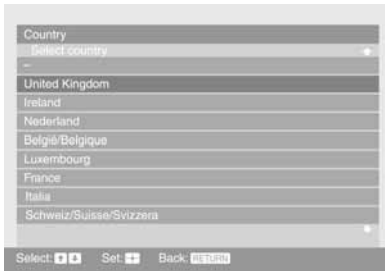 Country
Select country
–
United Kingdom
Ireland
Nederland
België/Belgique
Luxembourg
France
Italia
Schweiz/Suisse/Svizzera
Select: Set: Back: RETURN